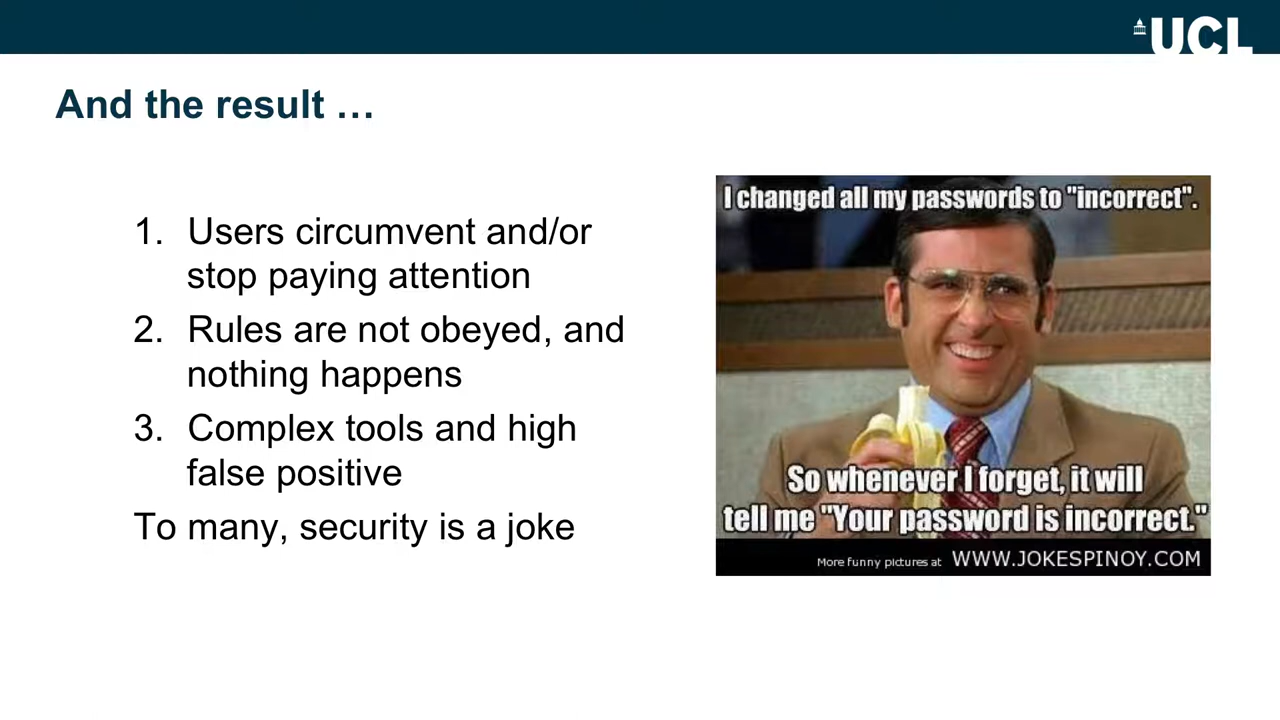 UCL
And the result …
1. Users circumvent and/or
stop paying attention
2. Rules are not obeyed, and
nothing happens
3. Complex tools and high
false positive
To many, security is a joke
I changed all my passwords to "incorrect".
So whenever I forget, it will
tell me "Your password is incorrect."
More funny pictures at WWW.JOKESPINOY.COM